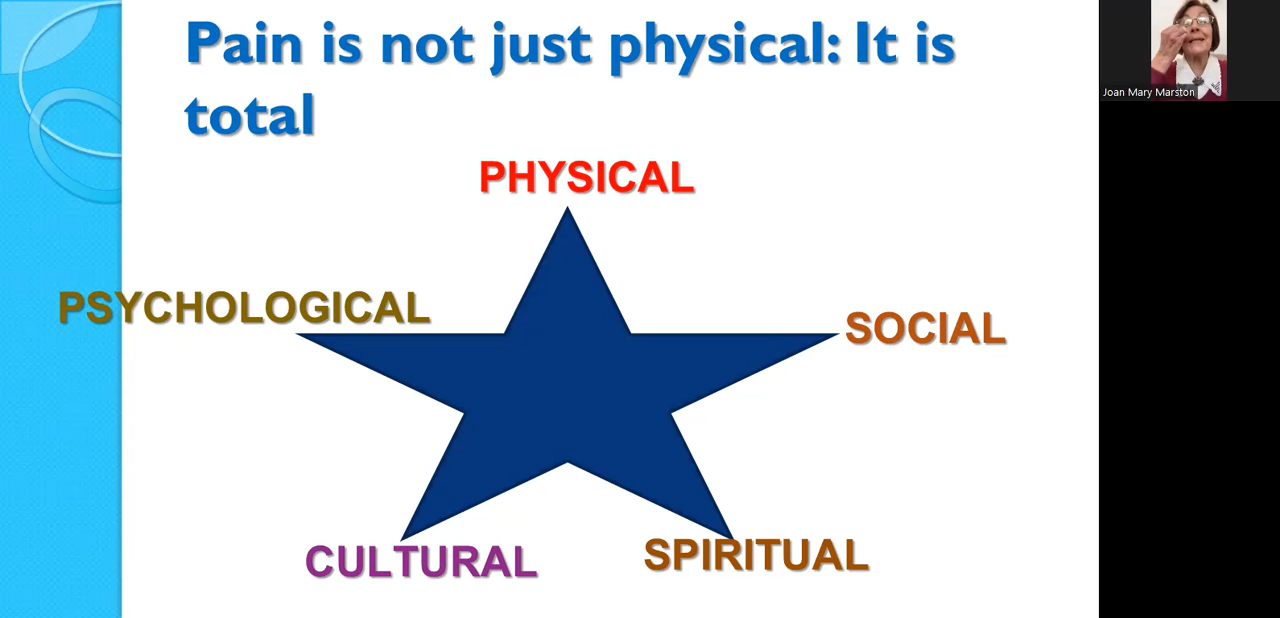 Pain is not just physical: It is
total
Joan Mary Marston
PHYSICAL
PSYCHOLOGICAL
SOCIAL
CULTURAL
SPIRITUAL